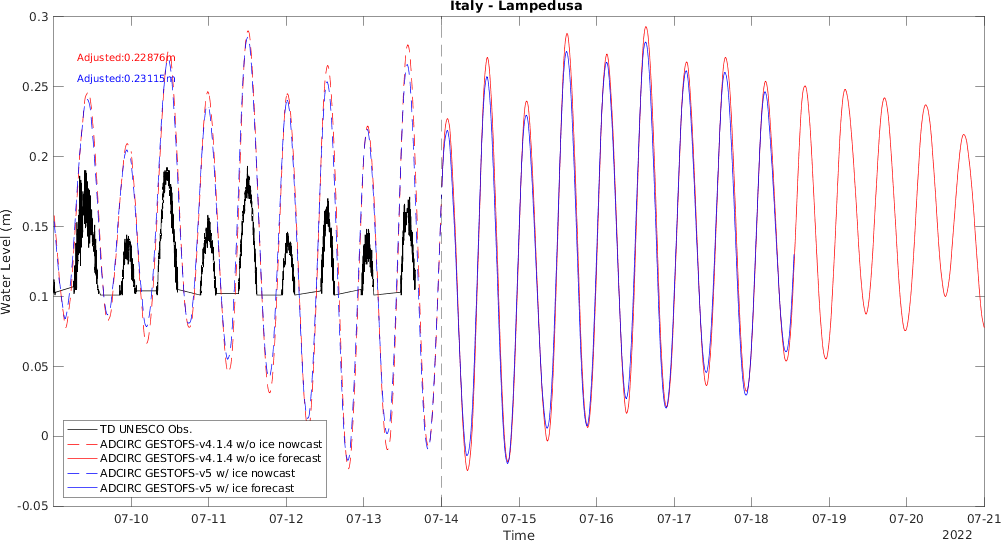 Italy - Lampedusa
Adjusted:0.22876m
Adjusted:0.23115m
Water Level (m)
0.3
0.25
0.2
0.15
0.1
0.05
0
-0.05
TD UNESCO Obs.
ADCIRC GESTOFS-v4.1.4 w/o ice nowcast
ADCIRC GESTOFS-v4.1.4 w/o ice forecast
ADCIRC GESTOFS-v5 w/ ice nowcast
ADCIRC GESTOFS-v5 w/ ice forecast
07-10 07-11 07-12 07-13 07-14 07-15 07-16 07-17 07-18 07-19 07-20 07-21
Time
2022